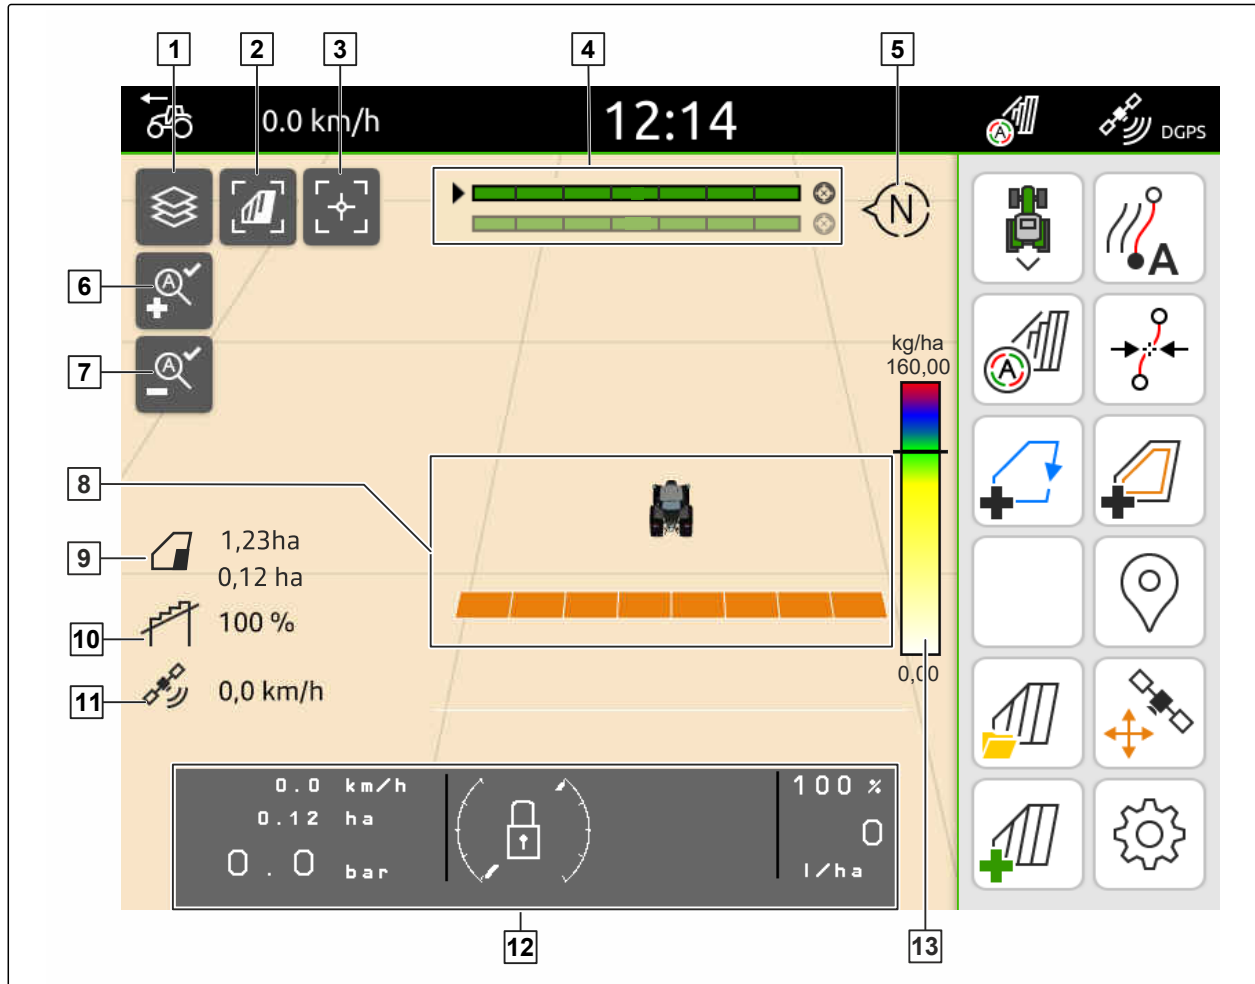 1 2 3 4 5
0.0 km/h 12:14 A DGPS
N
A
6 A
A
7 A
kg/ha
160,00
8
9 1,23ha
0,12 ha
10 100 %
11 0,0 km/h
0,00
0.0 km/h 100 %
0.12 ha 0
0.0 bar l/ha
12 13